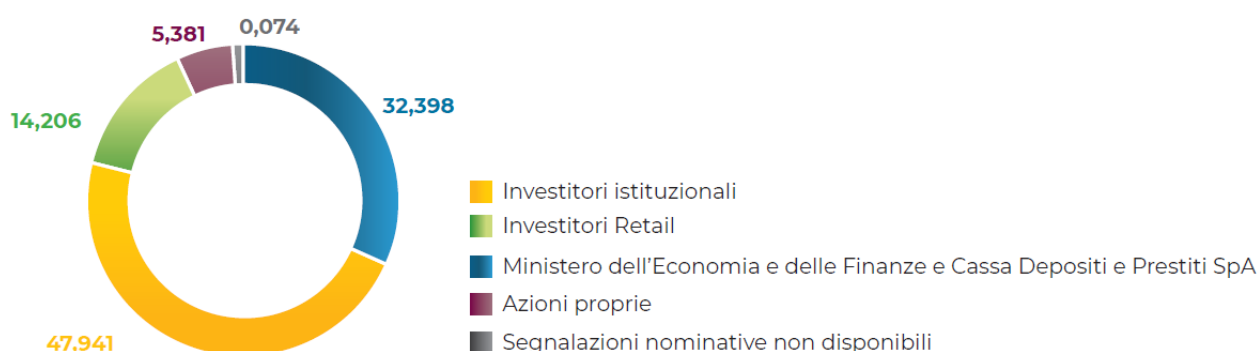 0,074
5,381
32,398
14,206
Investitori istituzionali
Investitori Retail
Ministero dell'Economia e delle Finanze e Cassa Depositi e Prestiti SpA
Azioni proprie
Segnalazioni nominative non disponibili
47,941